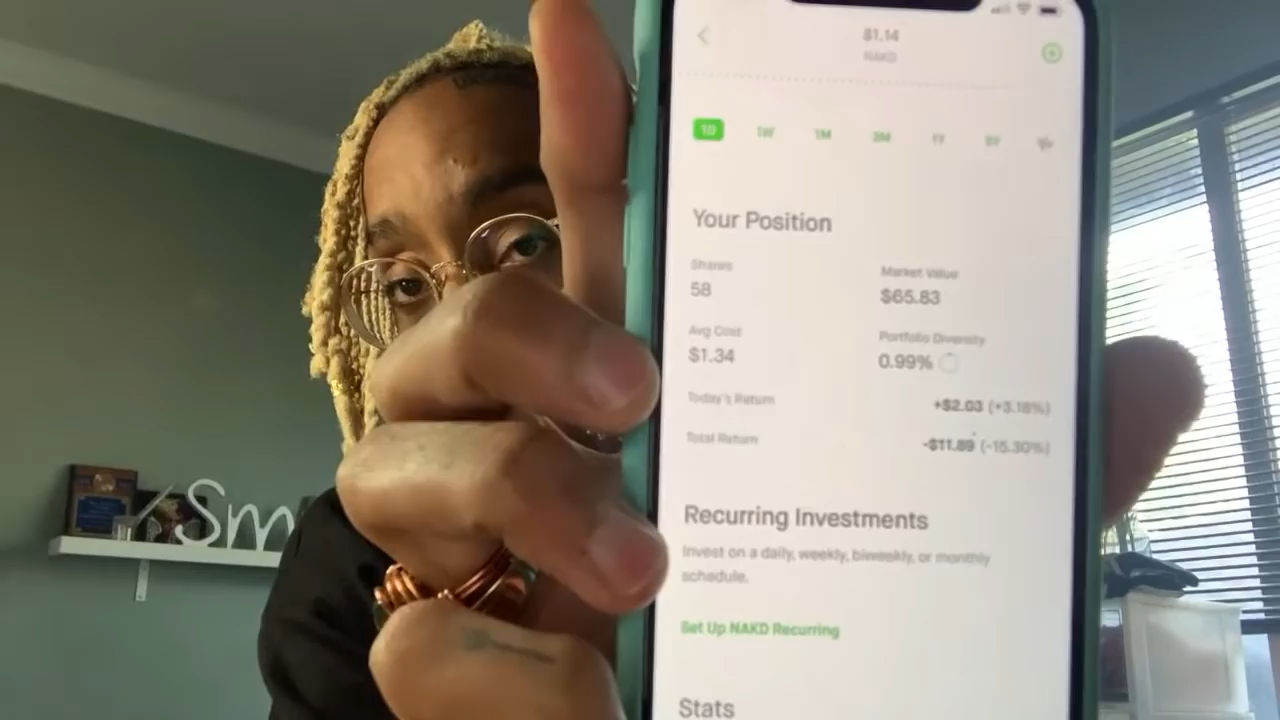 $1.14
NAKD
1D 1W 1M 3M 1Y 5Y
Your Position
Shares
58
Market Value
$65.83
Avg Cost
$1.34
Portfolio Diversity
0.99%
Today's Return
+$2.03 (+3.18%)
Total Return
-$11.89 (-15.30%)
Recurring Investments
Invest on a daily, weekly, biweekly, or monthly
schedule.
Set Up NAKD Recurring
Stats
Sm